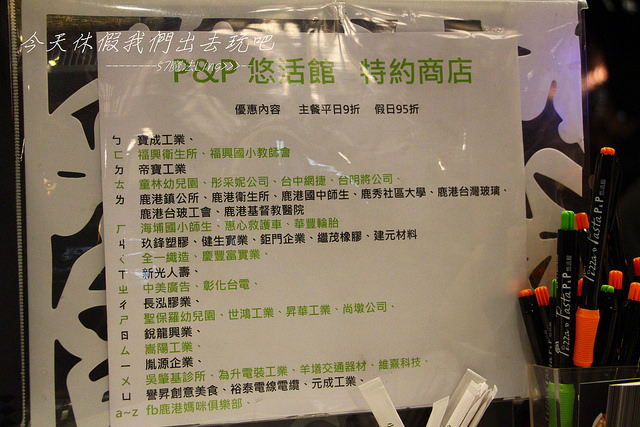 今天休假我們出去玩吧
P&P 悠活館 特約商店
優惠內容 主餐平日9折 假日95折
ㄅ 寶成工業、
ㄈ 福興衛生所、福興國小教師會
ㄉ 帝寶工業
ㄊ 童林幼兒園、彤采妮公司、台中網捷、台明將公司、
ㄌ 鹿港鎮公所、鹿港衛生所、鹿港國中師生、鹿秀社區大學、鹿港台灣玻璃、
鹿港台玻工會、鹿港基督教醫院
ㄏ 海埔國小師生、惠心救護車、華豐輪胎
ㄐ 玖鋒塑膠、健生實業、鉅門企業、繼茂橡膠、建元材料
ㄑ 全一織造、慶豐富實業、
ㄒ 新光人壽、
ㄓ 中美廣告、彰化台電、
ㄔ 長泓膠業、
ㄕ 聖保羅幼兒園、世鴻工業、昇華工業、尚墩公司、
ㄖ 銳龍興業、
ㄙ 嵩陽工業、
ㄧ 胤源企業、
ㄨ 吳肇基診所、為升電裝工業、羊墻交通器材、維熹科技、
ㄩ 譽昇創意美食、裕泰電線電纜、元成工業、
a~z fb鹿港媽咪俱樂部、
Pizza & Pasta P&P
Pizza & Pasta P&P